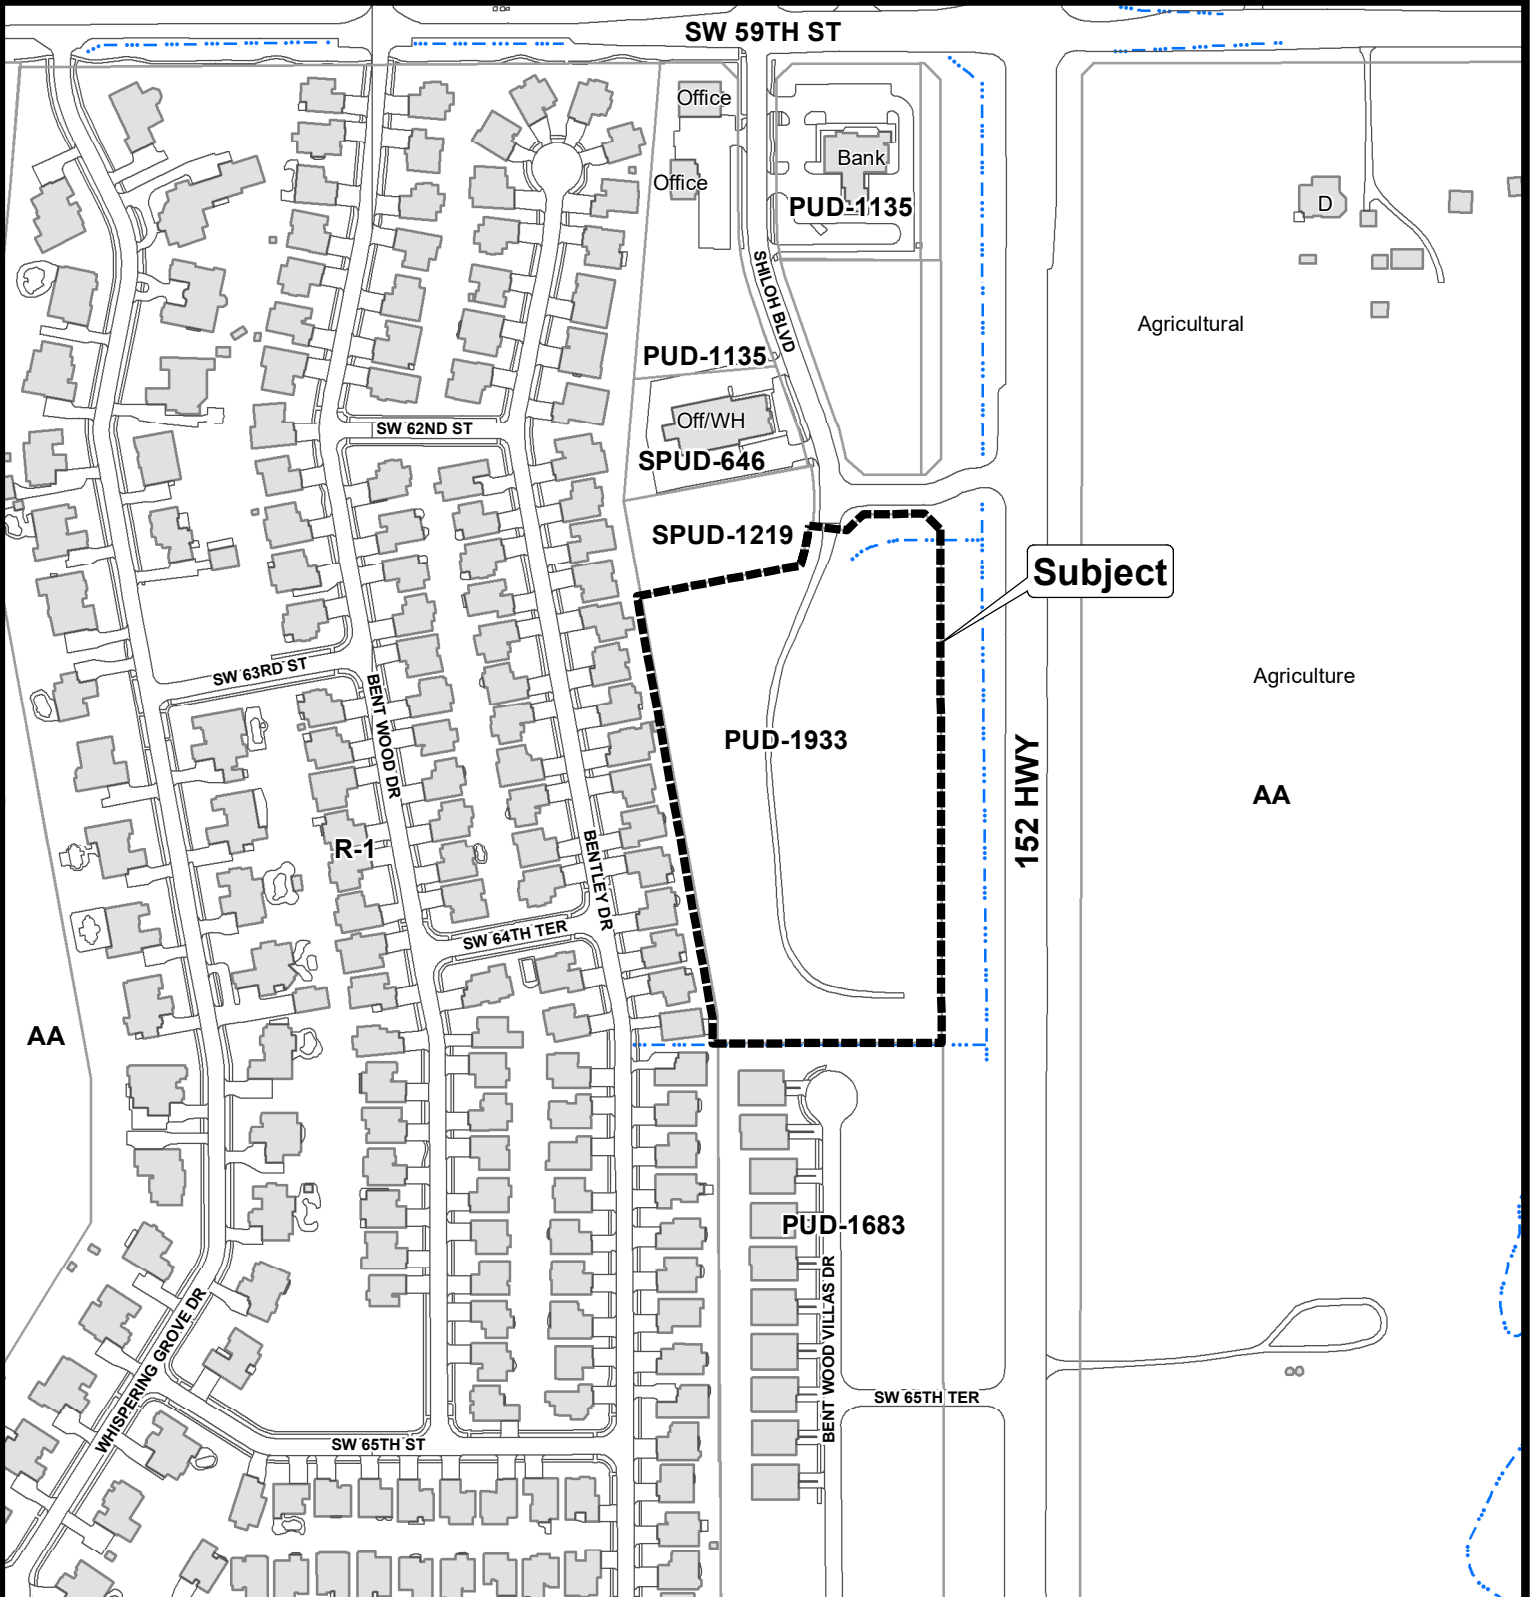 SW 59TH ST
Office
Bank
Office
PUD-1135
D
SHILOH BLVD
Agricultural
PUD-1135
Off/WH
SW 62ND ST
SPUD-646
SPUD-1219
Subject
SW 63RD ST
Agriculture
BENT WOOD DR
PUD-1933
152 HWY
AA
R-1
BENTLEY DR
SW 64TH TER
AA
PUD-1683
BENT WOOD VILLAS DR
WHISPERING GROVE DR
SW 65TH TER
SW 65TH ST